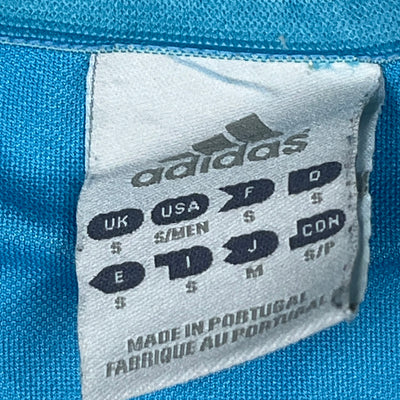 adidas
UK USA F D
S S/MEN S S
E I J CDN
S S M S/P
MADE IN PORTUGAL
FABRIQUE AU PORTUGAL